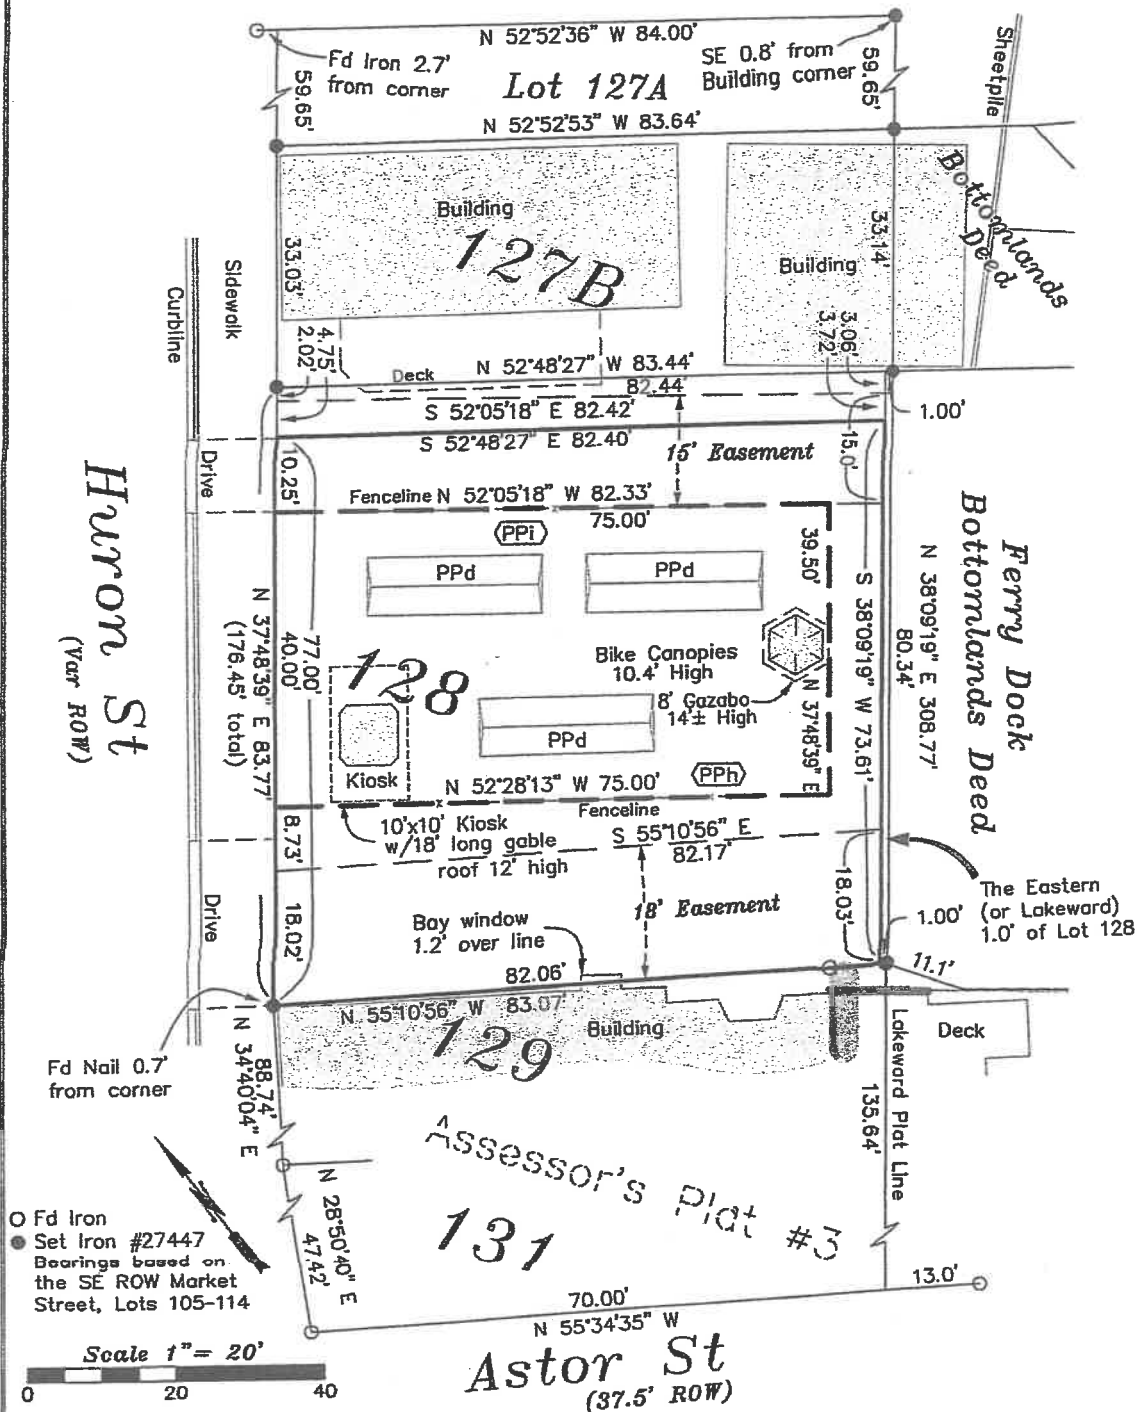 N 52°52'36" W 84.00'
Fd Iron 2.7'
from corner
SE 0.8' from
Building corner
59.65'
59.65'
Lot 127A
N 52°52'53" W 83.64'
Sheetpile
Bottomlands
Deed
Building
127B
Building
33.03'
33.14'
Sidewalk
Curbline
4.75'
2.02'
3.06'
3.72'
Deck
N 52°48'27" W 83.44'
82.44'
S 52°05'18" E 82.42'
1.00'
S 52°48'27" E 82.40'
15' Easement
15.0'
Drive
10.25'
Fenceline N 52°05'18" W 82.33'
75.00'
PPi
PPd
PPd
39.50'
Huron St
(Var ROW)
N 37°48'39" E 83.77'
(176.45' total)
77.00'
40.00'
128
Bike Canopies
10.4' High
8' Gazabo
14'± High
N 37°48'39" E
S 38°09'19" W 73.61'
N 38°09'19" E 308.77'
80.34'
Ferry Dock
Bottomlands Deed
PPd
Kiosk
N 52°28'13" W 75.00'
PPh
Fenceline
10'x10' Kiosk
w/18' long gable
roof 12' high
S 55°10'56" E
82.17'
8.73'
18.02'
Drive
18.03'
Bay window
1.2' over line
18' Easement
The Eastern
(or Lakeward)
1.0' of Lot 128
1.00'
82.06'
11.1'
N 55°10'56" W 83.07'
Building
129
Deck
Fd Nail 0.7'
from corner
88.74'
N 34°40'04" E
Lakeward Plat Line
135.64'
Assessor's Plat #3
131
N 28°50'40" E
47.42'
Fd Iron
Set Iron #27447
Bearings based on
the SE ROW Market
Street, Lots 105-114
13.0'
70.00'
N 55°34'35" W
Scale 1"= 20'
0 20 40
Astor St
(37.5' ROW)